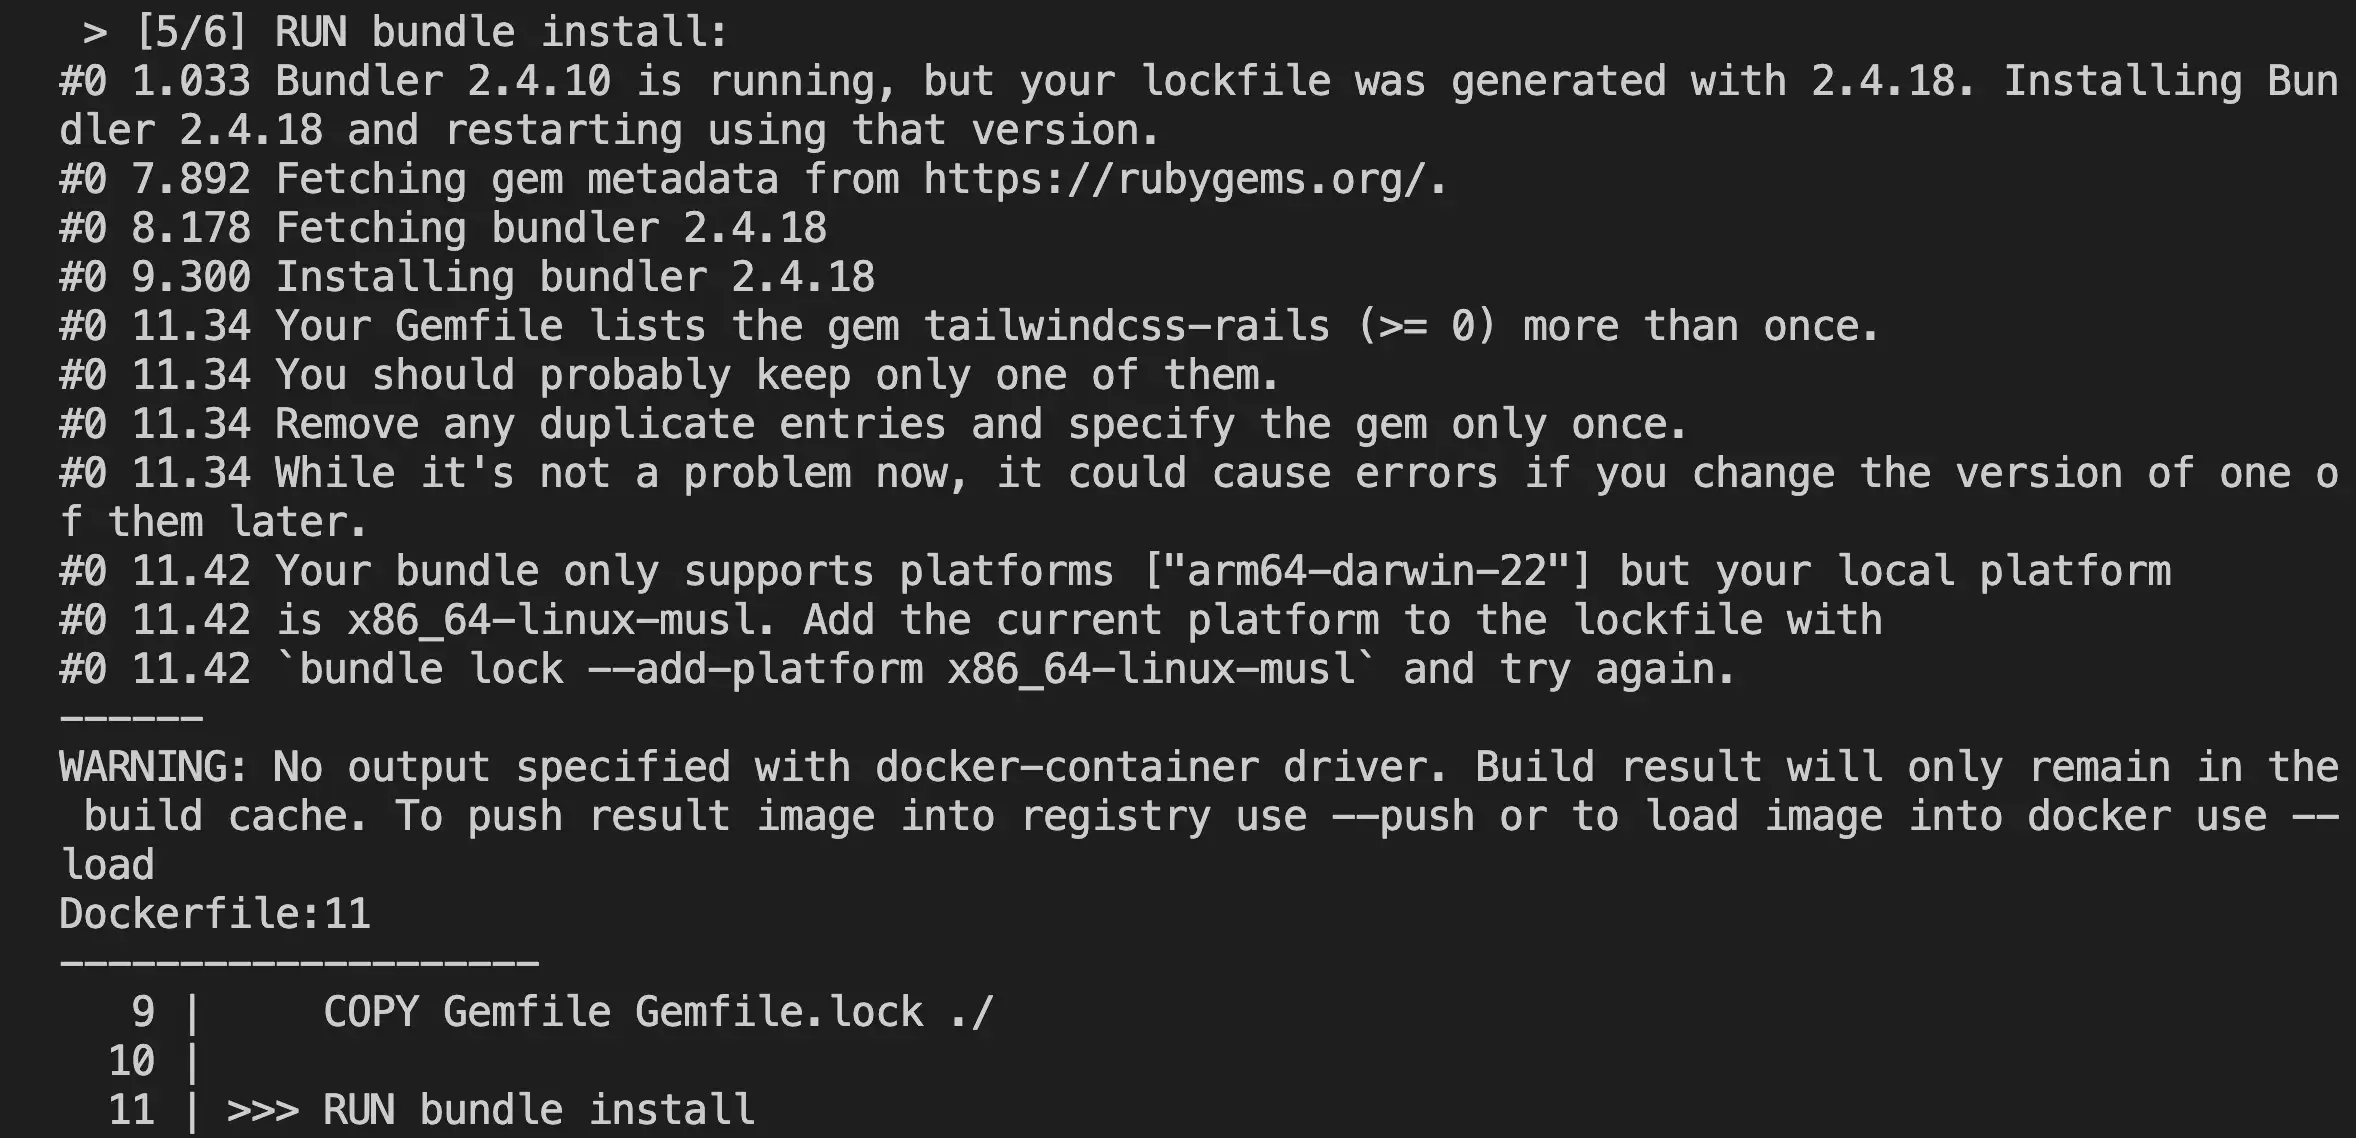 > [5/6] RUN bundle install:
#0 1.033 Bundler 2.4.10 is running, but your lockfile was generated with 2.4.18. Installing Bun
dler 2.4.18 and restarting using that version.
#0 7.892 Fetching gem metadata from https://rubygems.org/.
#0 8.178 Fetching bundler 2.4.18
#0 9.300 Installing bundler 2.4.18
#0 11.34 Your Gemfile lists the gem tailwindcss-rails (>= 0) more than once.
#0 11.34 You should probably keep only one of them.
#0 11.34 Remove any duplicate entries and specify the gem only once.
#0 11.34 While it's not a problem now, it could cause errors if you change the version of one o
f them later.
#0 11.42 Your bundle only supports platforms ["arm64-darwin-22"] but your local platform
#0 11.42 is x86_64-linux-musl. Add the current platform to the lockfile with
#0 11.42 `bundle lock --add-platform x86_64-linux-musl` and try again.
------
WARNING: No output specified with docker-container driver. Build result will only remain in the
 build cache. To push result image into registry use --push or to load image into docker use --
load
Dockerfile:11
--------------------
   9 |     COPY Gemfile Gemfile.lock ./
  10 |
  11 | >>> RUN bundle install